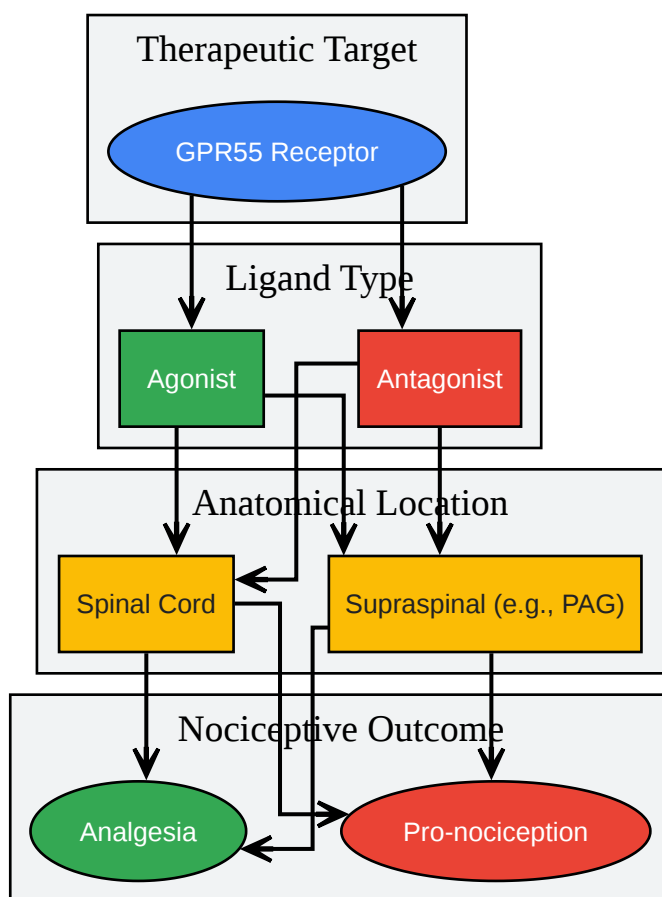 Therapeutic Target
GPR55 Receptor
Ligand Type
Agonist
Antagonist
Anatomical Location
Spinal Cord
Supraspinal (e.g., PAG)
Nociceptive Outcome
Analgesia
Pro-nociception